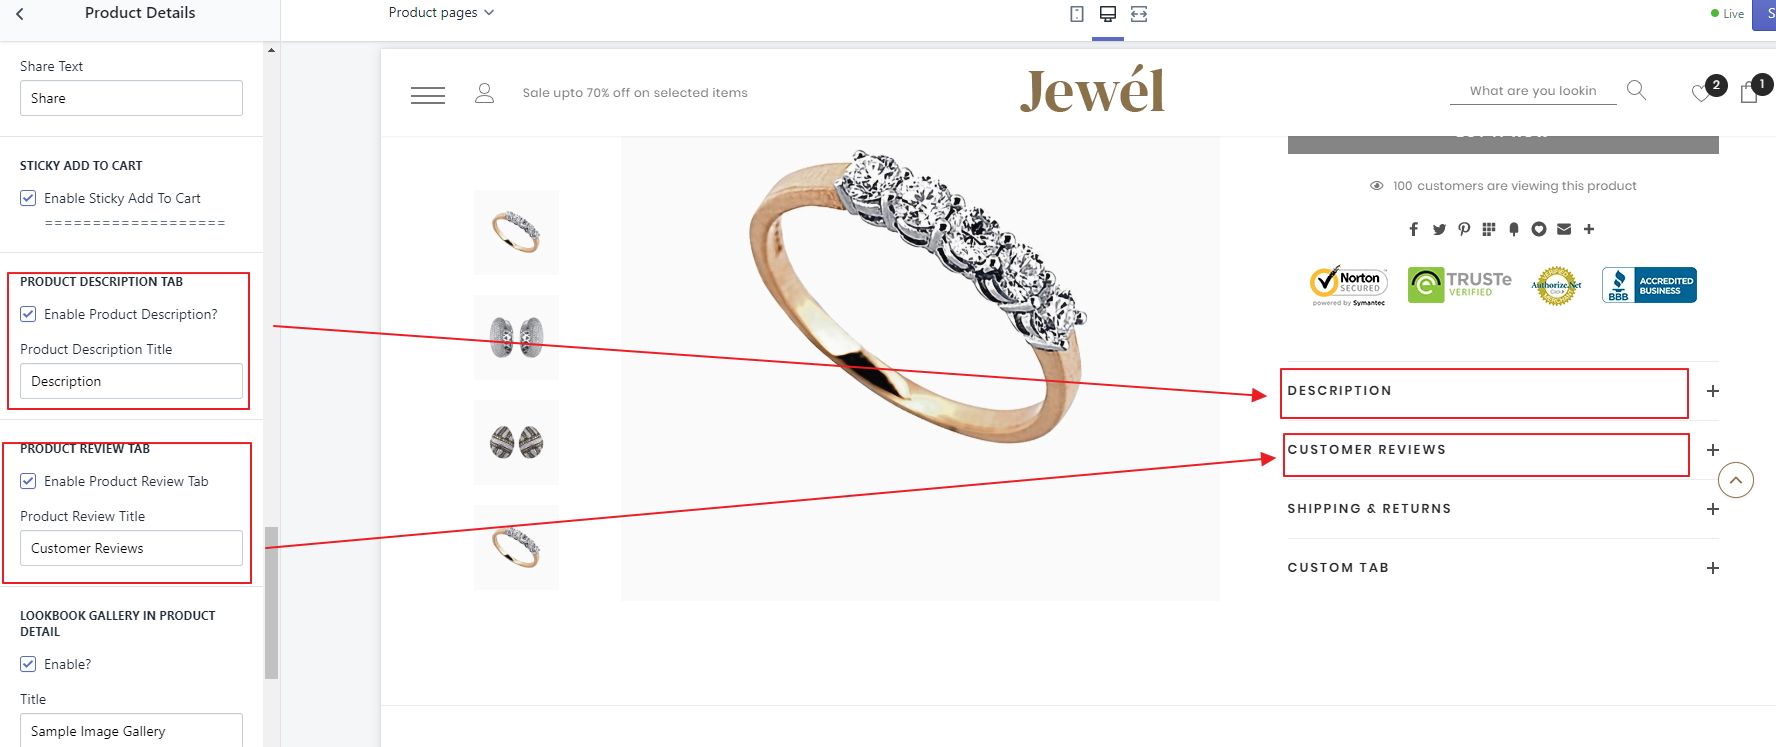 Product Details
Product pages
Live
Share Text
Share
STICKY ADD TO CART
Enable Sticky Add To Cart
===================
PRODUCT DESCRIPTION TAB
Enable Product Description?
Product Description Title
Description
PRODUCT REVIEW TAB
Enable Product Review Tab
Product Review Title
Customer Reviews
LOOKBOOK GALLERY IN PRODUCT
DETAIL
Enable?
Title
Sample Image Gallery
Sale upto 70% off on selected items
Jewél
What are you lookin
2
1
100 customers are viewing this product
Norton
SECURED
powered by Symantec
TRUSTe
VERIFIED
Authorize.Net
BBB
ACCREDITED
BUSINESS
DESCRIPTION
CUSTOMER REVIEWS
SHIPPING & RETURNS
CUSTOM TAB